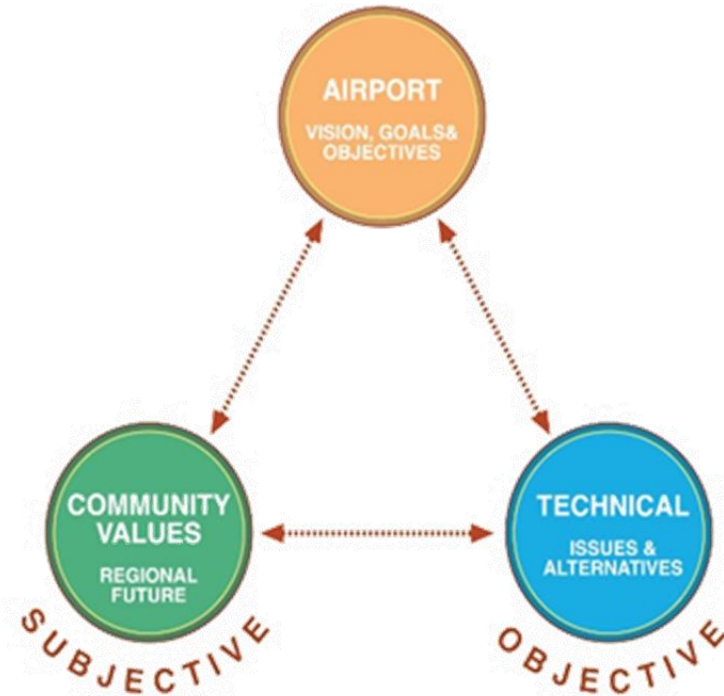 AIRPORT
VISION, GOALS&
OBJECTIVES
COMMUNITY
VALUES
REGIONAL
FUTURE
SUBJECTIVE
TECHNICAL
ISSUES &
ALTERNATIVES
OBJECTIVE